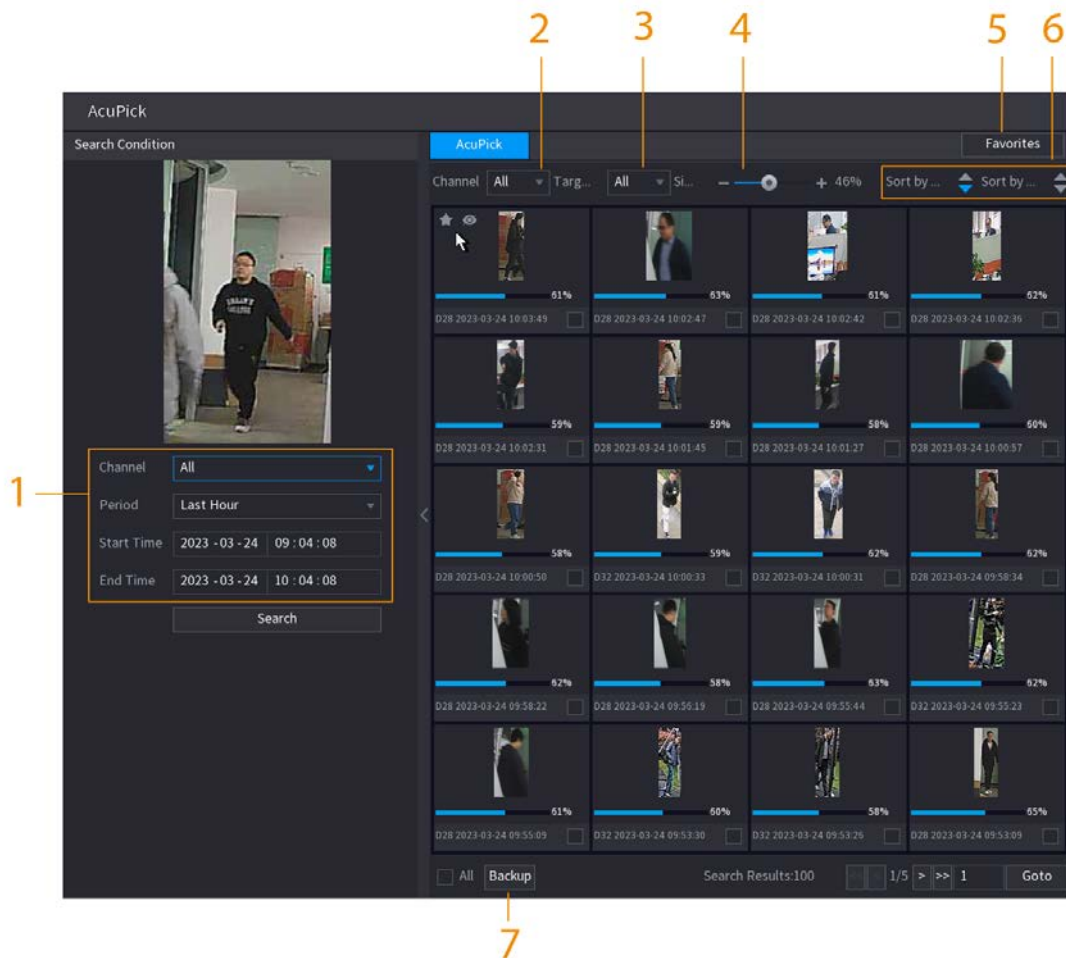 2 3 4 5 6
AcuPick
Search Condition
AcuPick
Favorites
Channel All Targ... All Si... − + 46% Sort by ... Sort by ...
61% 63% 61% 62%
D28 2023-03-24 10:03:49 D28 2023-03-24 10:02:47 D28 2023-03-24 10:02:42 D28 2023-03-24 10:02:36
59% 59% 58% 60%
D28 2023-03-24 10:02:31 D28 2023-03-24 10:01:45 D28 2023-03-24 10:01:27 D28 2023-03-24 10:00:57
58% 59% 62% 62%
D28 2023-03-24 10:00:50 D32 2023-03-24 10:00:33 D32 2023-03-24 10:00:31 D28 2023-03-24 09:58:34
62% 58% 63% 62%
D28 2023-03-24 09:58:22 D28 2023-03-24 09:56:19 D28 2023-03-24 09:55:44 D32 2023-03-24 09:55:23
61% 60% 58% 65%
D28 2023-03-24 09:55:09 D32 2023-03-24 09:53:30 D32 2023-03-24 09:53:26 D28 2023-03-24 09:53:09
1
Channel All
Period Last Hour
Start Time 2023 -03 -24 09 : 04 : 08
End Time 2023 -03 -24 10 : 04 : 08
Search
All Backup Search Results:100 1/5 > >> 1 Goto
7